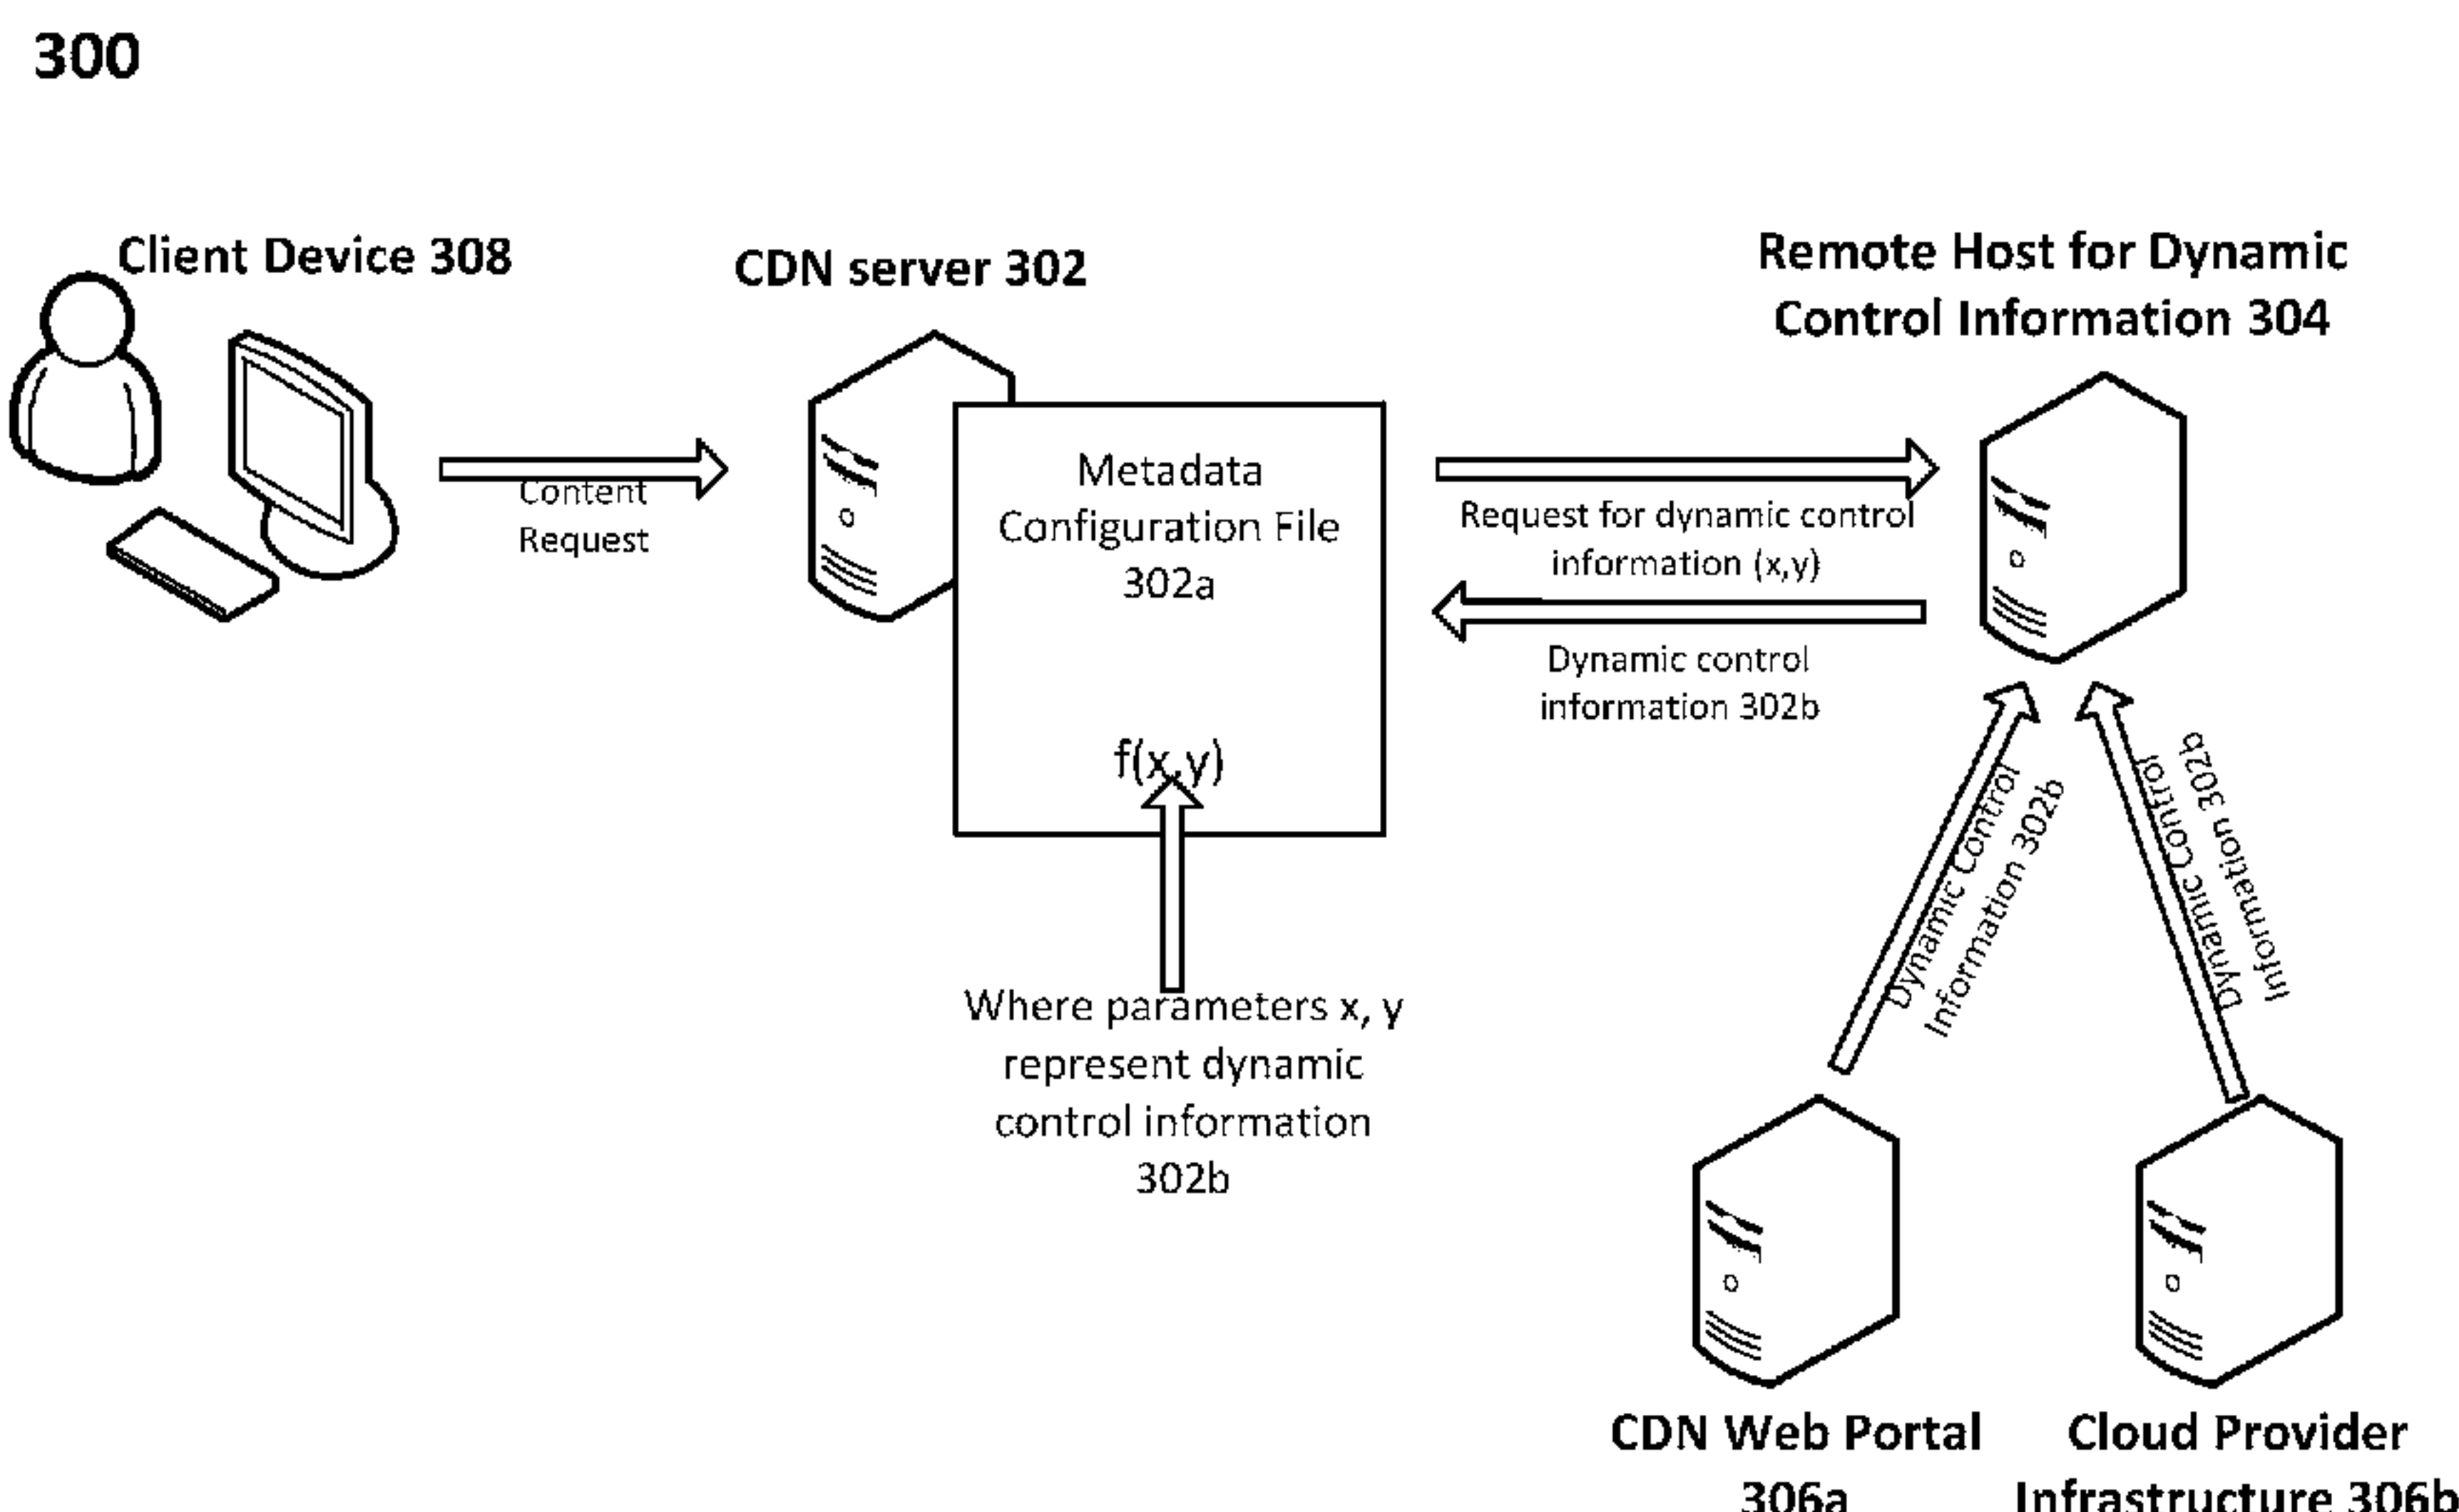 300
Client Device 308
CDN server 302
Remote Host for Dynamic
Control Information 304
Content
Request
Metadata
Configuration File
302a
f(x,y)
Request for dynamic control
information (x,y)
Dynamic control
information 302b
Where parameters x, y
represent dynamic
control information
302b
Dynamic Control
Information 302b
Dynamic Control
Information 302b
CDN Web Portal
306a
Cloud Provider
Infrastructure 306b